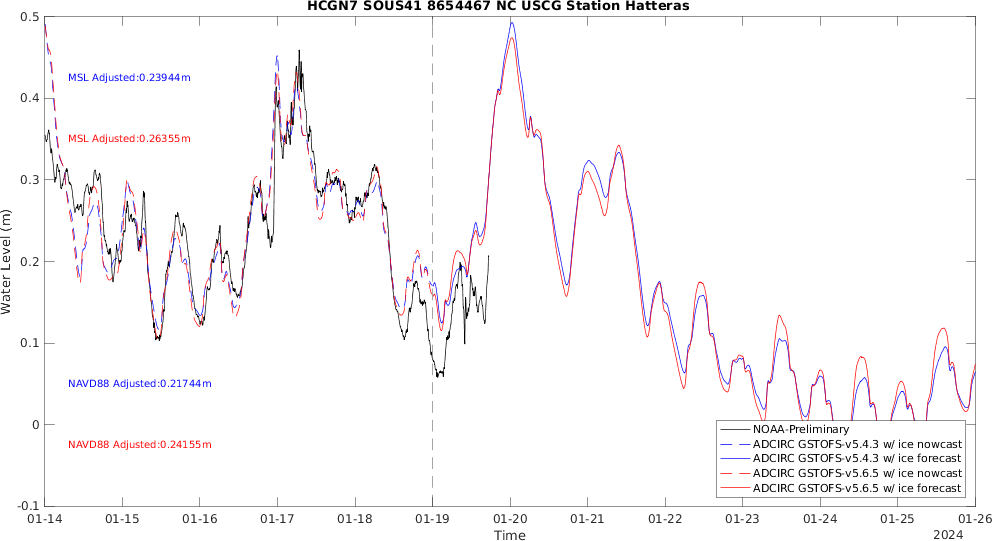 HCGN7 SOUS41 8654467 NC USCG Station Hatteras
0.5
0.4
0.3
0.2
0.1
0
-0.1
Water Level (m)
MSL Adjusted:0.23944m
MSL Adjusted:0.26355m
NAVD88 Adjusted:0.21744m
NAVD88 Adjusted:0.24155m
NOAA-Preliminary
ADCIRC GSTOFS-v5.4.3 w/ ice nowcast
ADCIRC GSTOFS-v5.4.3 w/ ice forecast
ADCIRC GSTOFS-v5.6.5 w/ ice nowcast
ADCIRC GSTOFS-v5.6.5 w/ ice forecast
01-14 01-15 01-16 01-17 01-18 01-19 01-20 01-21 01-22 01-23 01-24 01-25 01-26
Time
2024